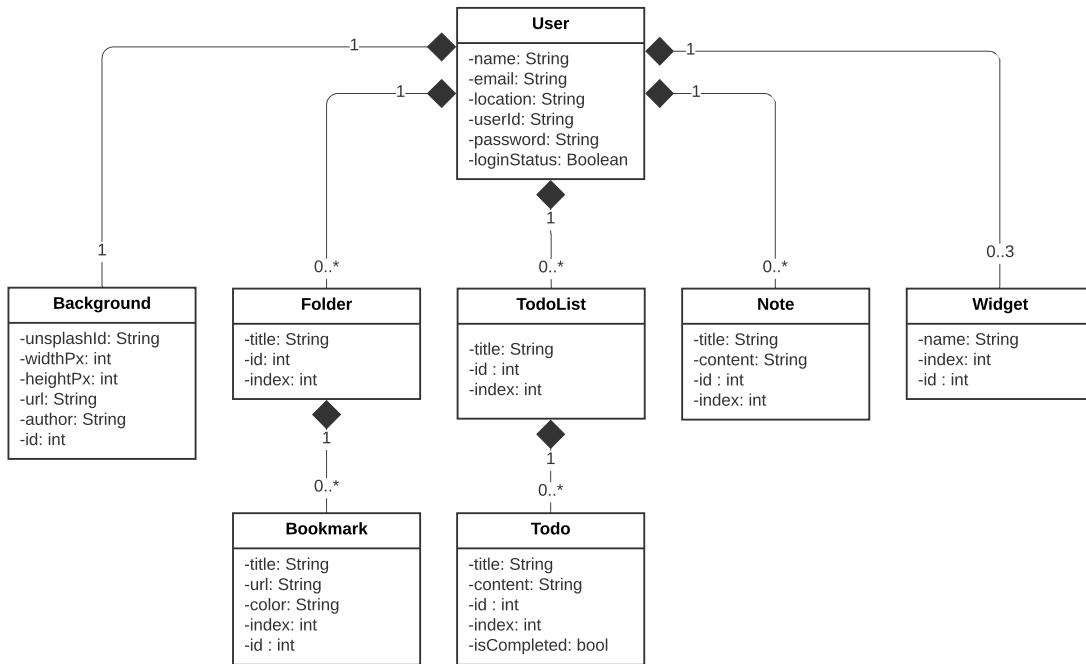 User
-name: String
-email: String
-location: String
-userId: String
-password: String
-loginStatus: Boolean
1
1
1
1
1
1
0..*
0..*
0..*
0..3
Background
-unsplashId: String
-widthPx: int
-heightPx: int
-url: String
-author: String
-id: int
Folder
-title: String
-id: int
-index: int
TodoList
-title: String
-id : int
-index: int
Note
-title: String
-content: String
-id : int
-index: int
Widget
-name: String
-index: int
-id : int
1
0..*
1
0..*
Bookmark
-title: String
-url: String
-color: String
-index: int
-id : int
Todo
-title: String
-content: String
-id : int
-index: int
-isCompleted: bool